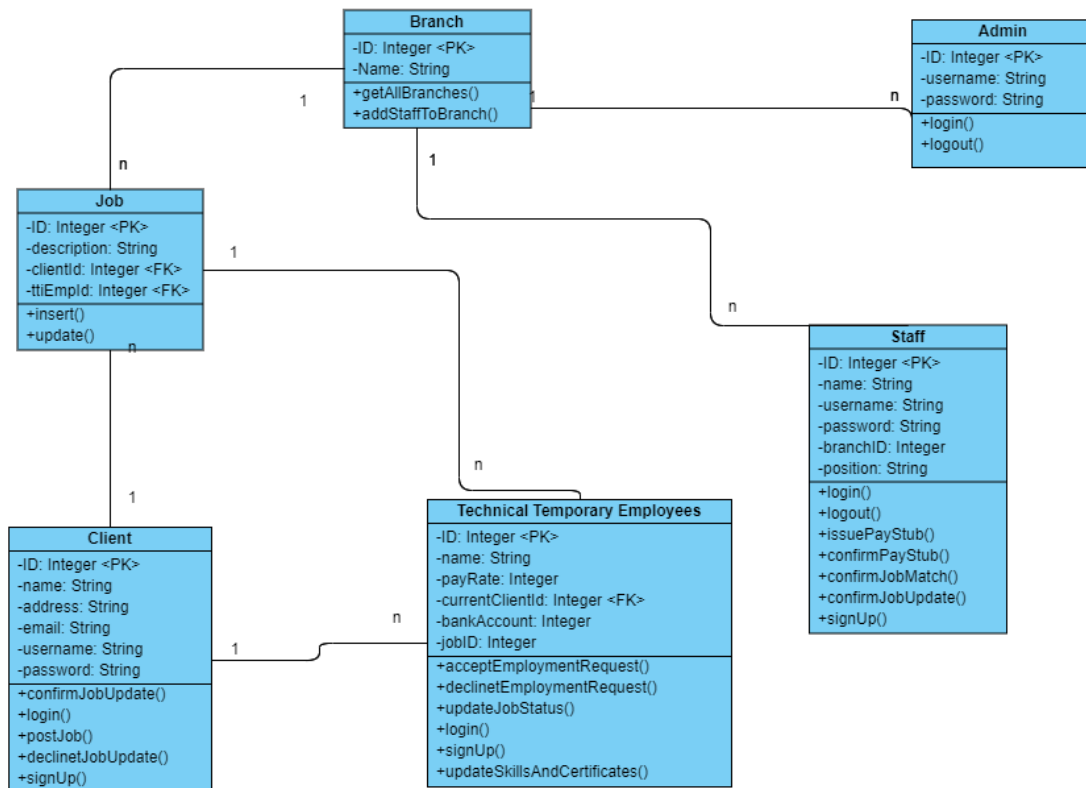 Branch
-ID: Integer <PK>
-Name: String
+getAllBranches()
+addStaffToBranch()
Admin
-ID: Integer <PK>
-username: String
-password: String
+login()
+logout()
1
n
1
n
1
n
Job
-ID: Integer <PK>
-description: String
-clientId: Integer <FK>
-ttiEmpId: Integer <FK>
+insert()
+update()
1
n
n
1
Staff
-ID: Integer <PK>
-name: String
-username: String
-password: String
-branchID: Integer
-position: String
+login()
+logout()
+issuePayStub()
+confirmPayStub()
+confirmJobMatch()
+confirmJobUpdate()
+signUp()
Client
-ID: Integer <PK>
-name: String
-address: String
-email: String
-username: String
-password: String
+confirmJobUpdate()
+login()
+postJob()
+declinetJobUpdate()
+signUp()
1
n
Technical Temporary Employees
-ID: Integer <PK>
-name: String
-payRate: Integer
-currentClientId: Integer <FK>
-bankAccount: Integer
-jobID: Integer
+acceptEmploymentRequest()
+declinetEmploymentRequest()
+updateJobStatus()
+login()
+signUp()
+updateSkillsAndCertificates()